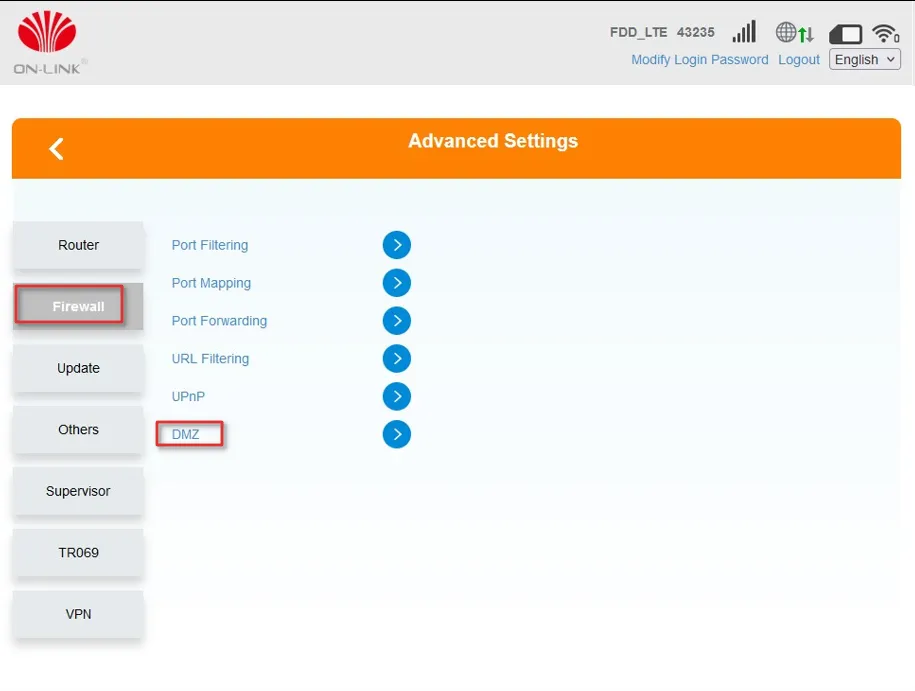 FDD_LTE 43235
ON-LINK®
Modify Login Password Logout English
Advanced Settings
Router
Firewall
Update
Others
Supervisor
TR069
VPN
Port Filtering
Port Mapping
Port Forwarding
URL Filtering
UPnP
DMZ